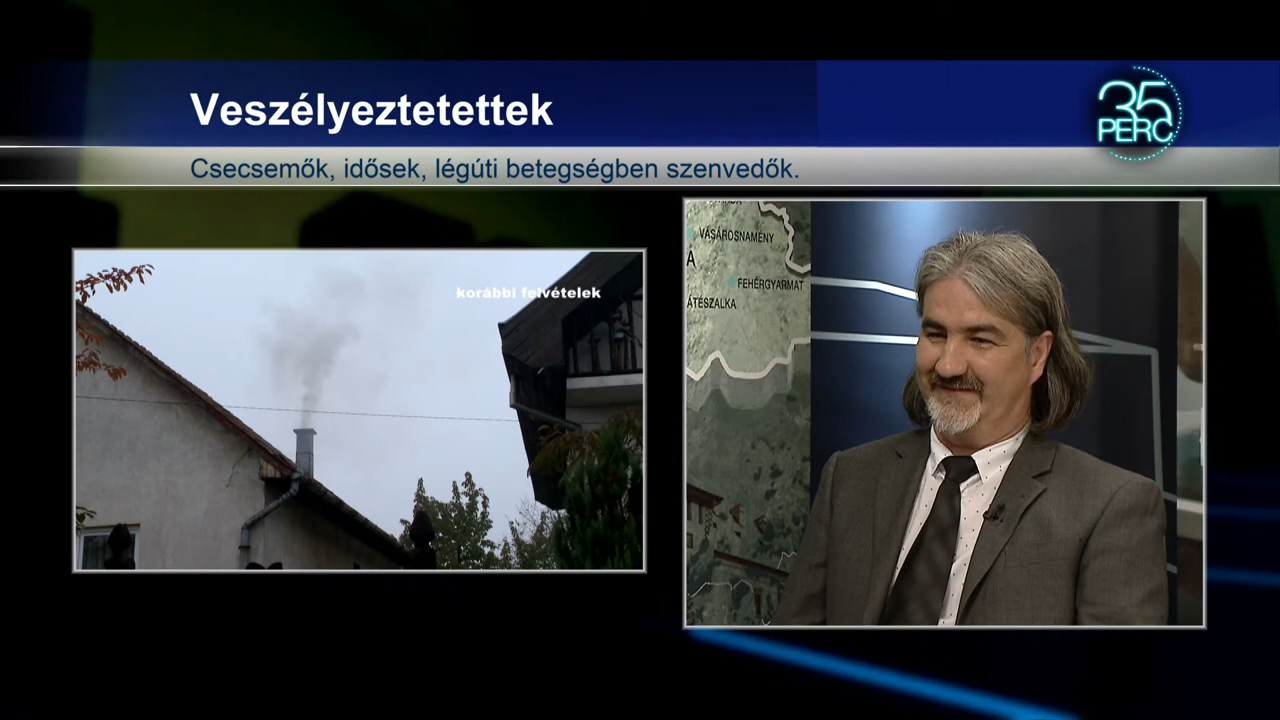 Veszélyeztetettek
35
PERC
Csecsemők, idősek, légúti betegségben szenvedők.
korábbi felvételek
VÁSÁROSNAMÉNY
A
FEHÉRGYARMAT
ÁTÉSZALKA